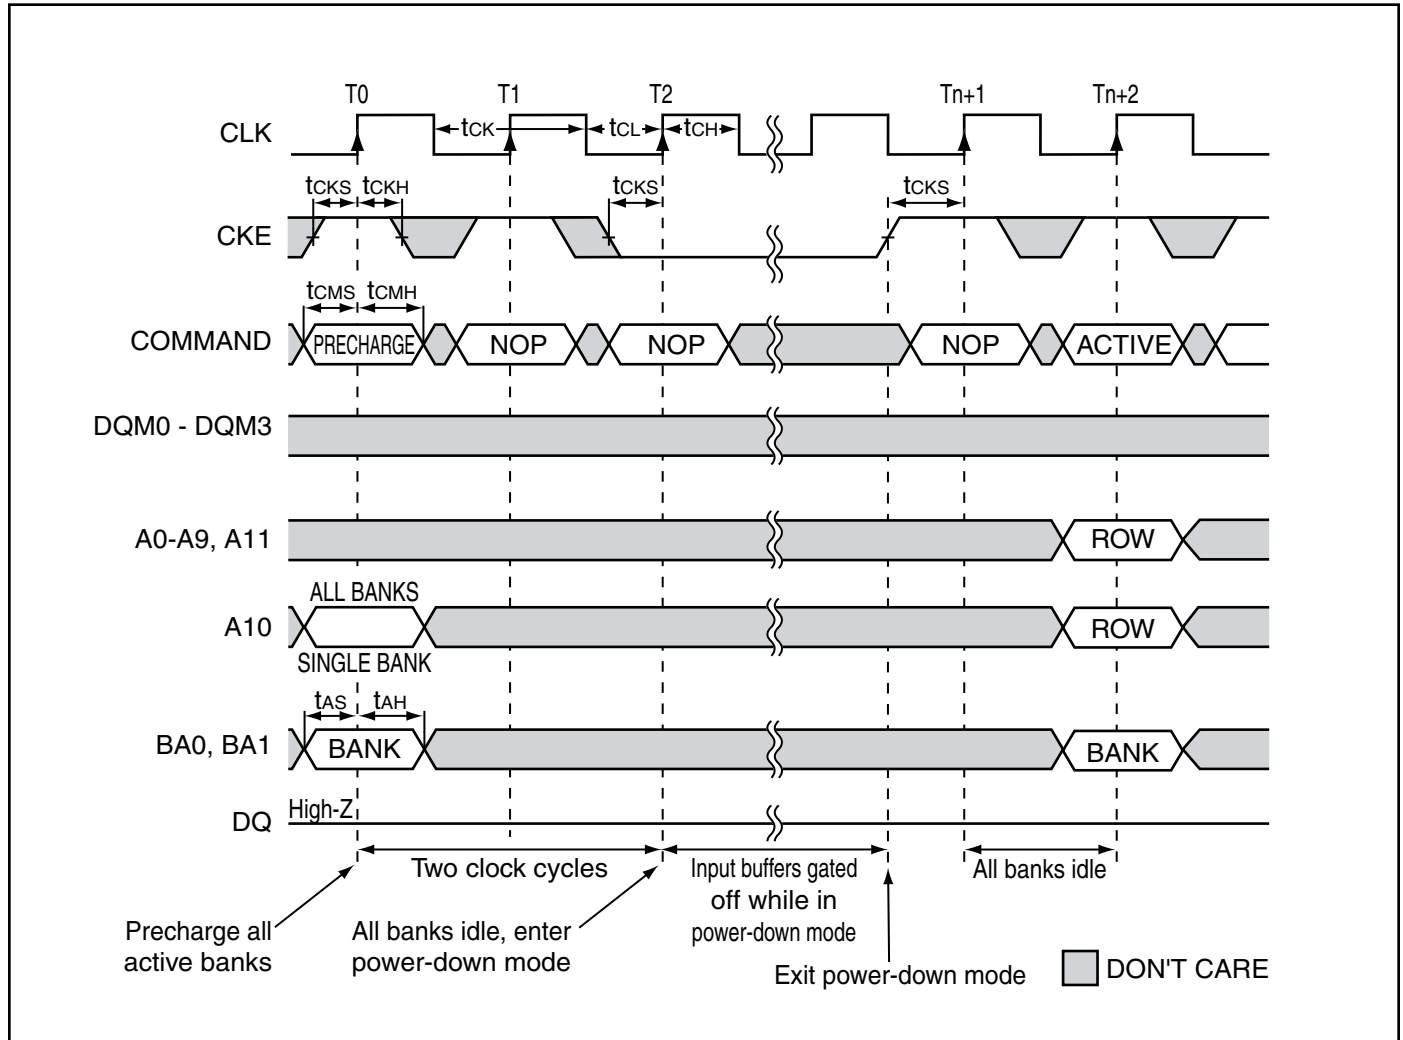 T0 T1 T2 Tn+1 Tn+2
CLK tCK tCL tCH
tCKS tCKH tCKS tCKS
CKE
tCMS tCMH
COMMAND PRECHARGE NOP NOP NOP ACTIVE
DQM0 - DQM3
A0-A9, A11 ROW
ALL BANKS
A10 ROW
SINGLE BANK
tAS tAH
BA0, BA1 BANK BANK
DQ High-Z
Two clock cycles
Input buffers gated
off while in
power-down mode
All banks idle
Precharge all
active banks
All banks idle, enter
power-down mode
Exit power-down mode
DON'T CARE